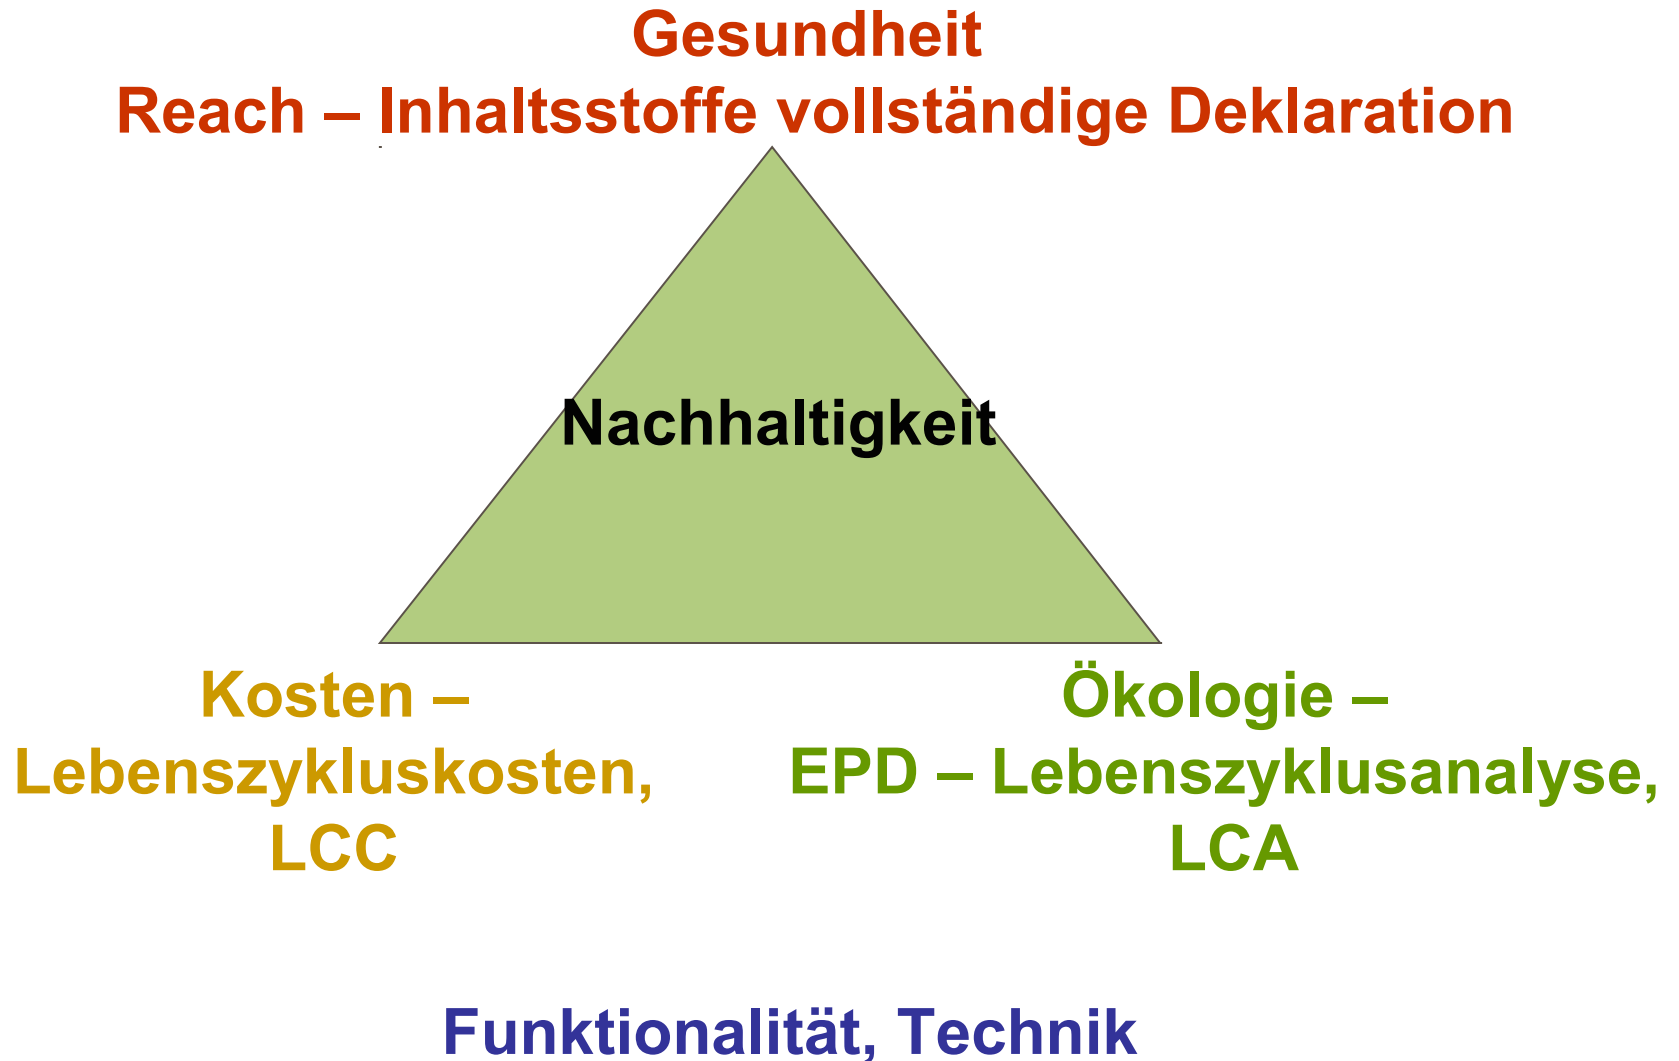 Gesundheit
Reach – Inhaltsstoffe vollständige Deklaration
Nachhaltigkeit
Kosten –
Lebenszykluskosten,
LCC
Ökologie –
EPD – Lebenszyklusanalyse,
LCA
Funktionalität, Technik